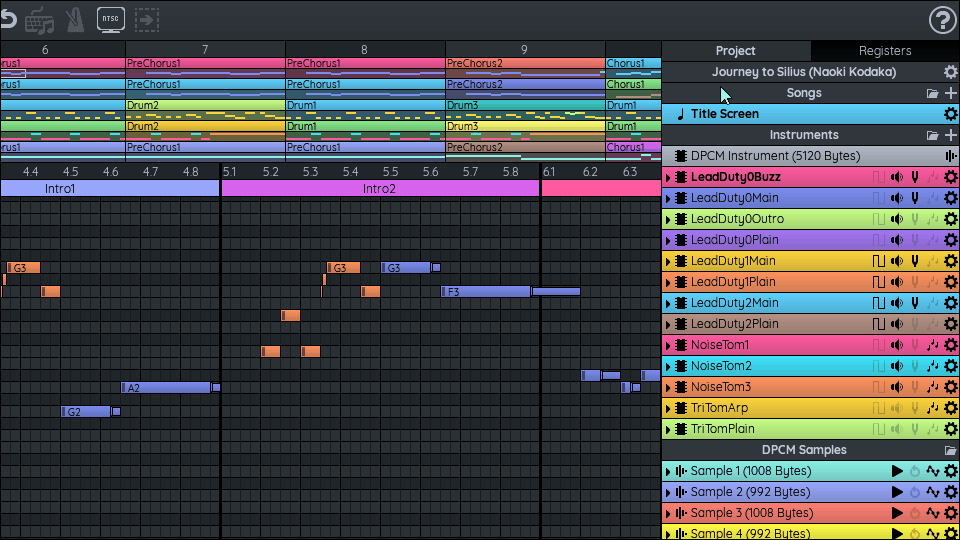 NTSC
?
6 7 8 9
Project Registers
Journey to Silius (Naoki Kodaka)
Songs
Title Screen
Instruments
DPCM Instrument (5120 Bytes)
LeadDuty0Buzz
LeadDuty0Main
LeadDuty0Outro
LeadDuty0Plain
LeadDuty1Main
LeadDuty1Plain
LeadDuty2Main
LeadDuty2Plain
NoiseTom1
NoiseTom2
NoiseTom3
TriTomArp
TriTomPlain
DPCM Samples
Sample 1 (1008 Bytes)
Sample 2 (992 Bytes)
Sample 3 (1008 Bytes)
Sample 4 (992 Bytes)
rus1 PreChorus1 PreChorus1 PreChorus2 Chorus1
rus1 PreChorus1 PreChorus1 PreChorus2 Chorus1
Drum1 Drum2 Drum1 Drum3 Drum1
Drum1 Drum2 Drum1 Drum3 Drum1
rus1 PreChorus1 PreChorus1 PreChorus2 Chorus1
4.4 4.5 4.6 4.7 4.8 5.1 5.2 5.3 5.4 5.5 5.6 5.7 5.8 6.1 6.2 6.3
Intro1 Intro2
G3 G3 G3
F3
A2
G2